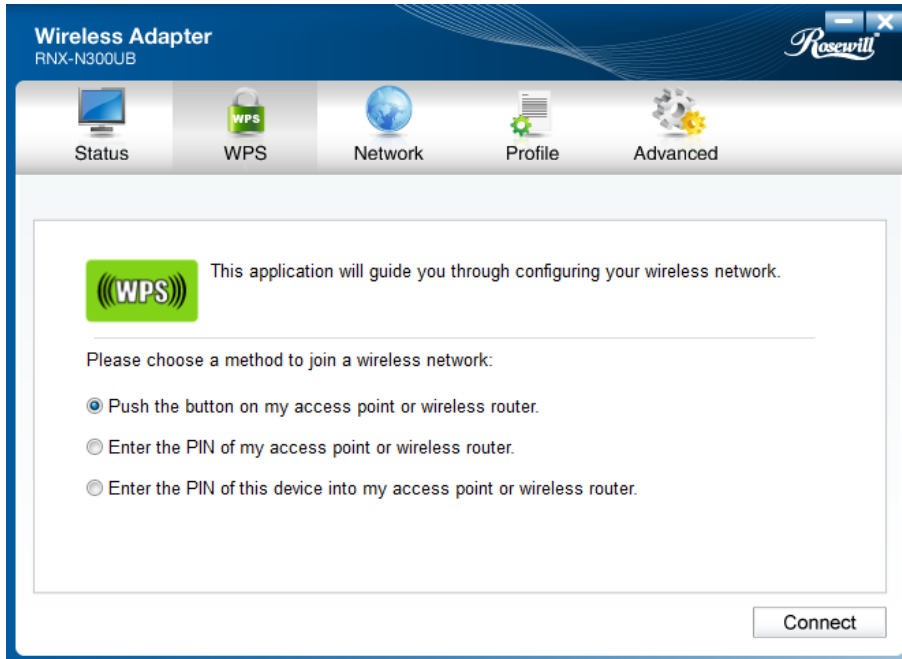 Wireless Adapter
RNX-N300UB
Rosewill
Status
WPS
WPS
Network
Profile
Advanced
((( WPS )))
This application will guide you through configuring your wireless network.
Please choose a method to join a wireless network:
Push the button on my access point or wireless router.
Enter the PIN of my access point or wireless router.
Enter the PIN of this device into my access point or wireless router.
Connect